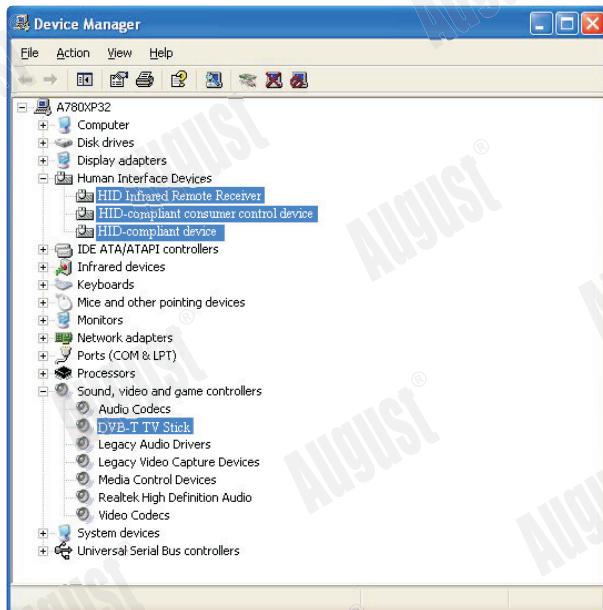 Device Manager
File Action View Help
A780XP32
Computer
Disk drives
Display adapters
Human Interface Devices
HID Infrared Remote Receiver
HID-compliant consumer control device
HID-compliant device
IDE ATA/ATAPI controllers
Infrared devices
Keyboards
Mice and other pointing devices
Monitors
Network adapters
Ports (COM & LPT)
Processors
Sound, video and game controllers
Audio Codecs
DVB-T TV Stick
Legacy Audio Drivers
Legacy Video Capture Devices
Media Control Devices
Realtek High Definition Audio
Video Codecs
System devices
Universal Serial Bus controllers
August®
August®
August®
August®
August
August
August